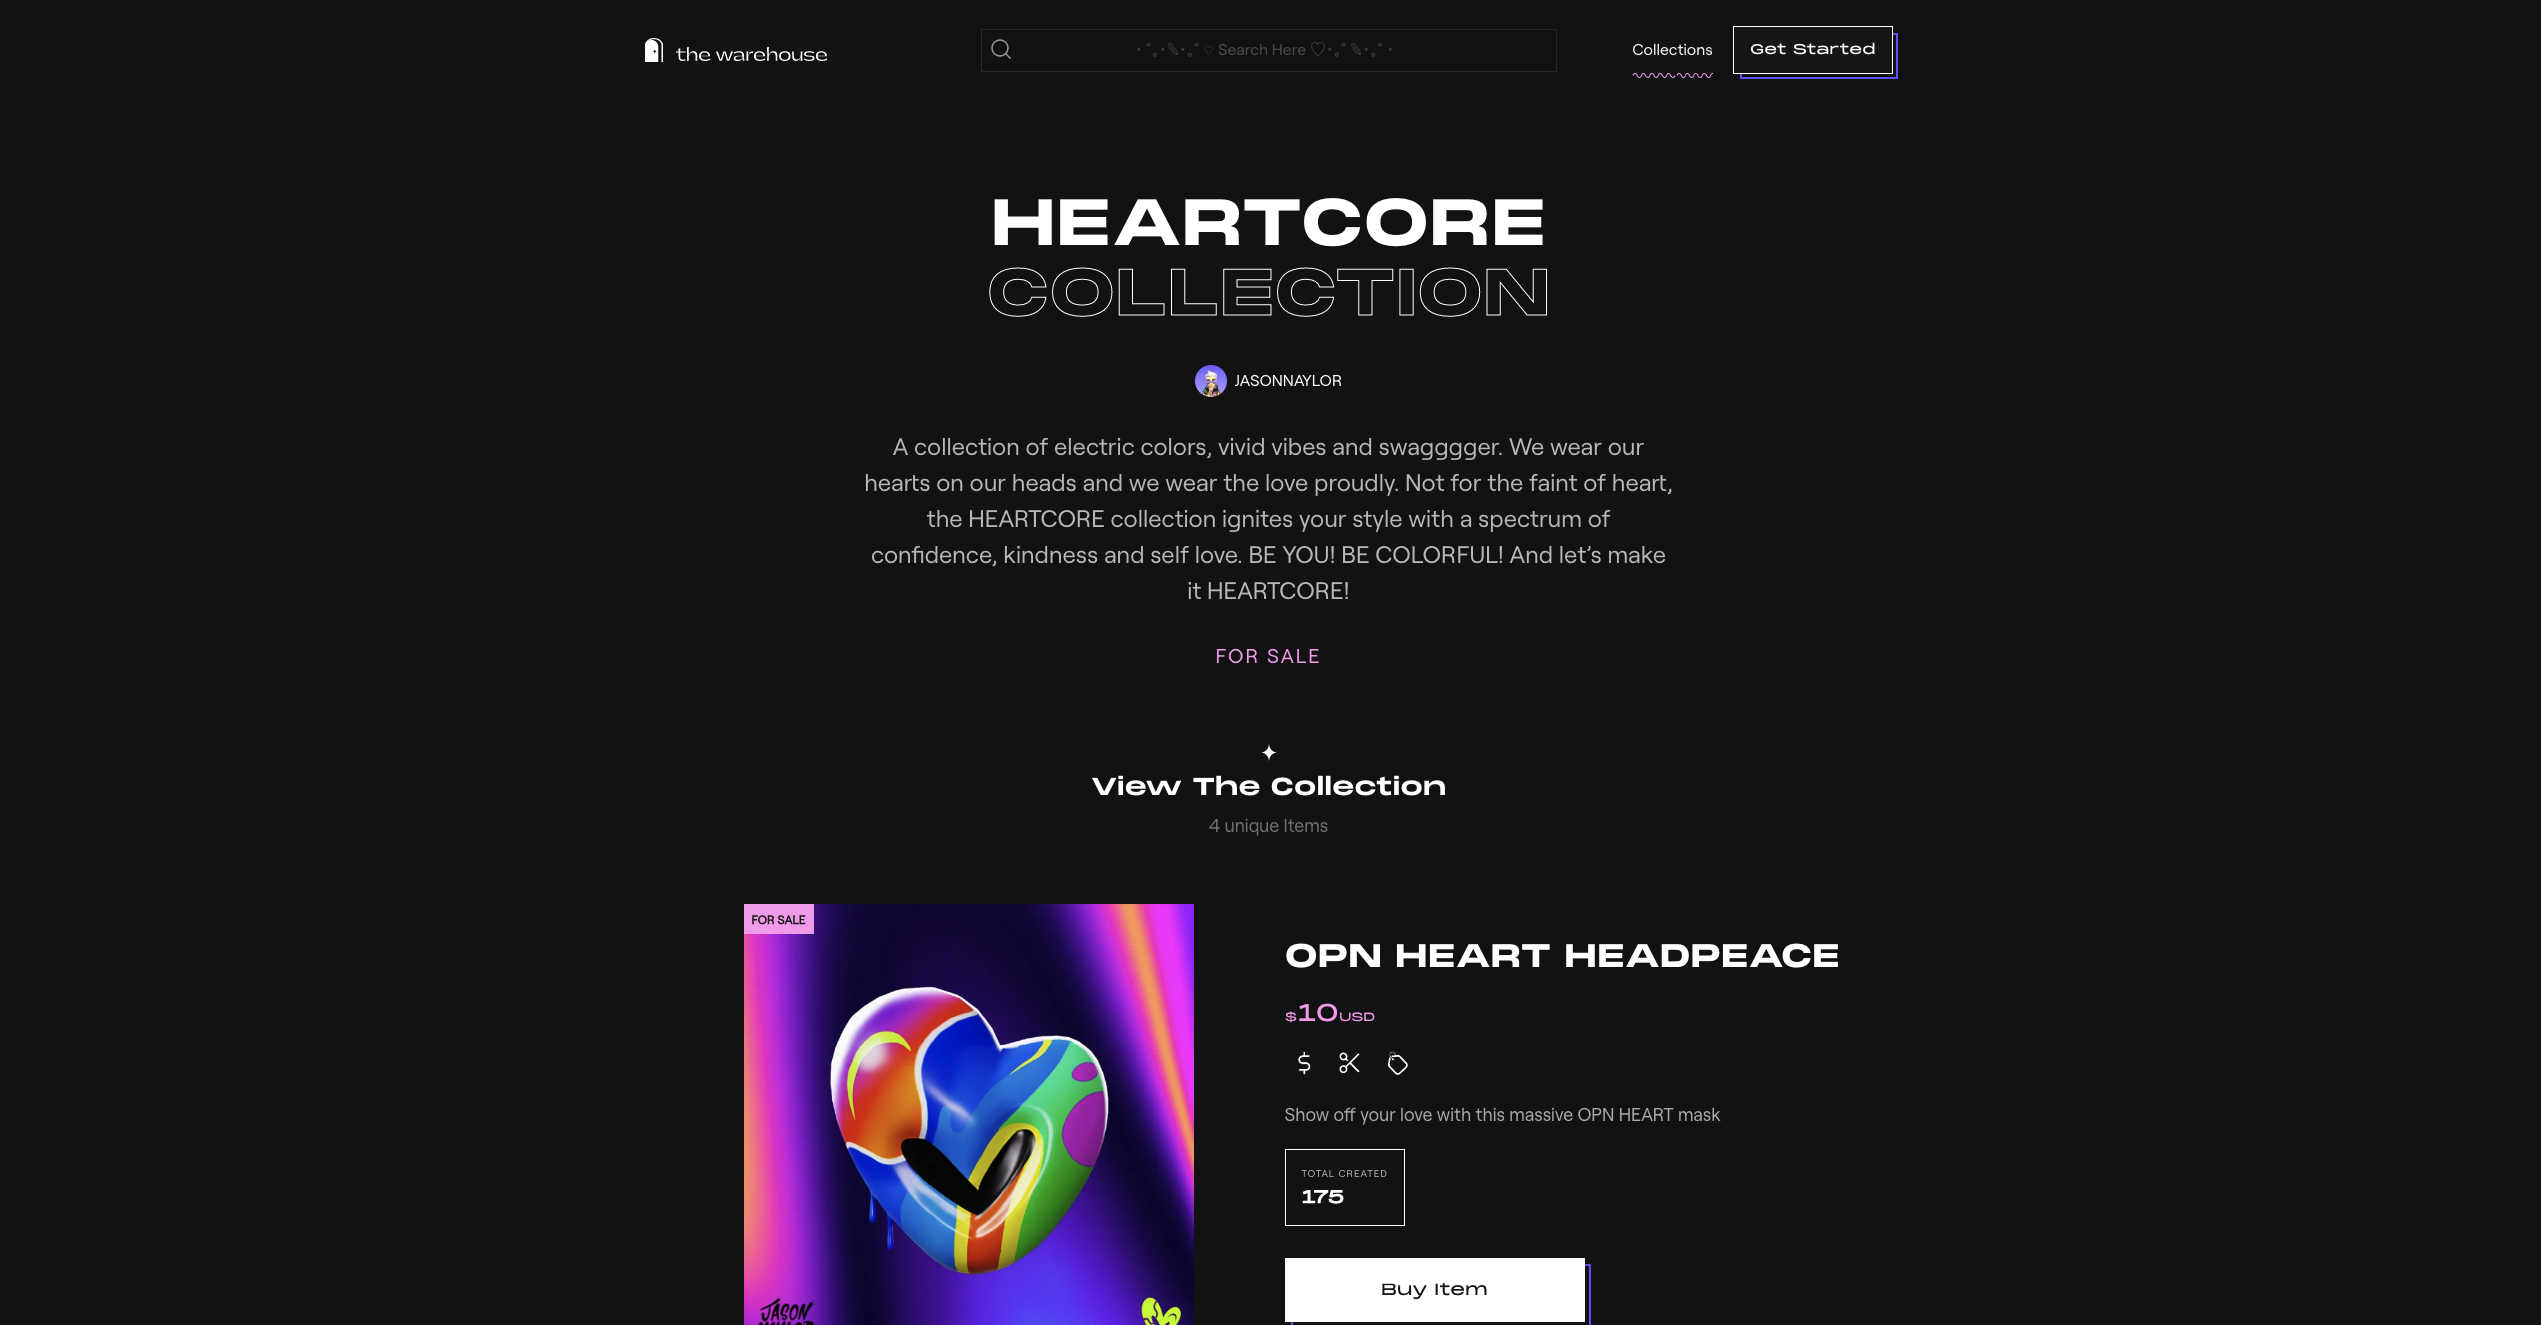 the warehouse
Search Here
Collections
Get Started
HEARTCORE
COLLECTION
JASONNAYLOR
A collection of electric colors, vivid vibes and swagggger. We wear our
hearts on our heads and we wear the love proudly. Not for the faint of heart,
the HEARTCORE collection ignites your style with a spectrum of
confidence, kindness and self love. BE YOU! BE COLORFUL! And let’s make
it HEARTCORE!
FOR SALE
View The Collection
4 unique Items
FOR SALE
JASON
OPN HEART HEADPEACE
$10USD
Show off your love with this massive OPN HEART mask
TOTAL CREATED
175
Buy Item